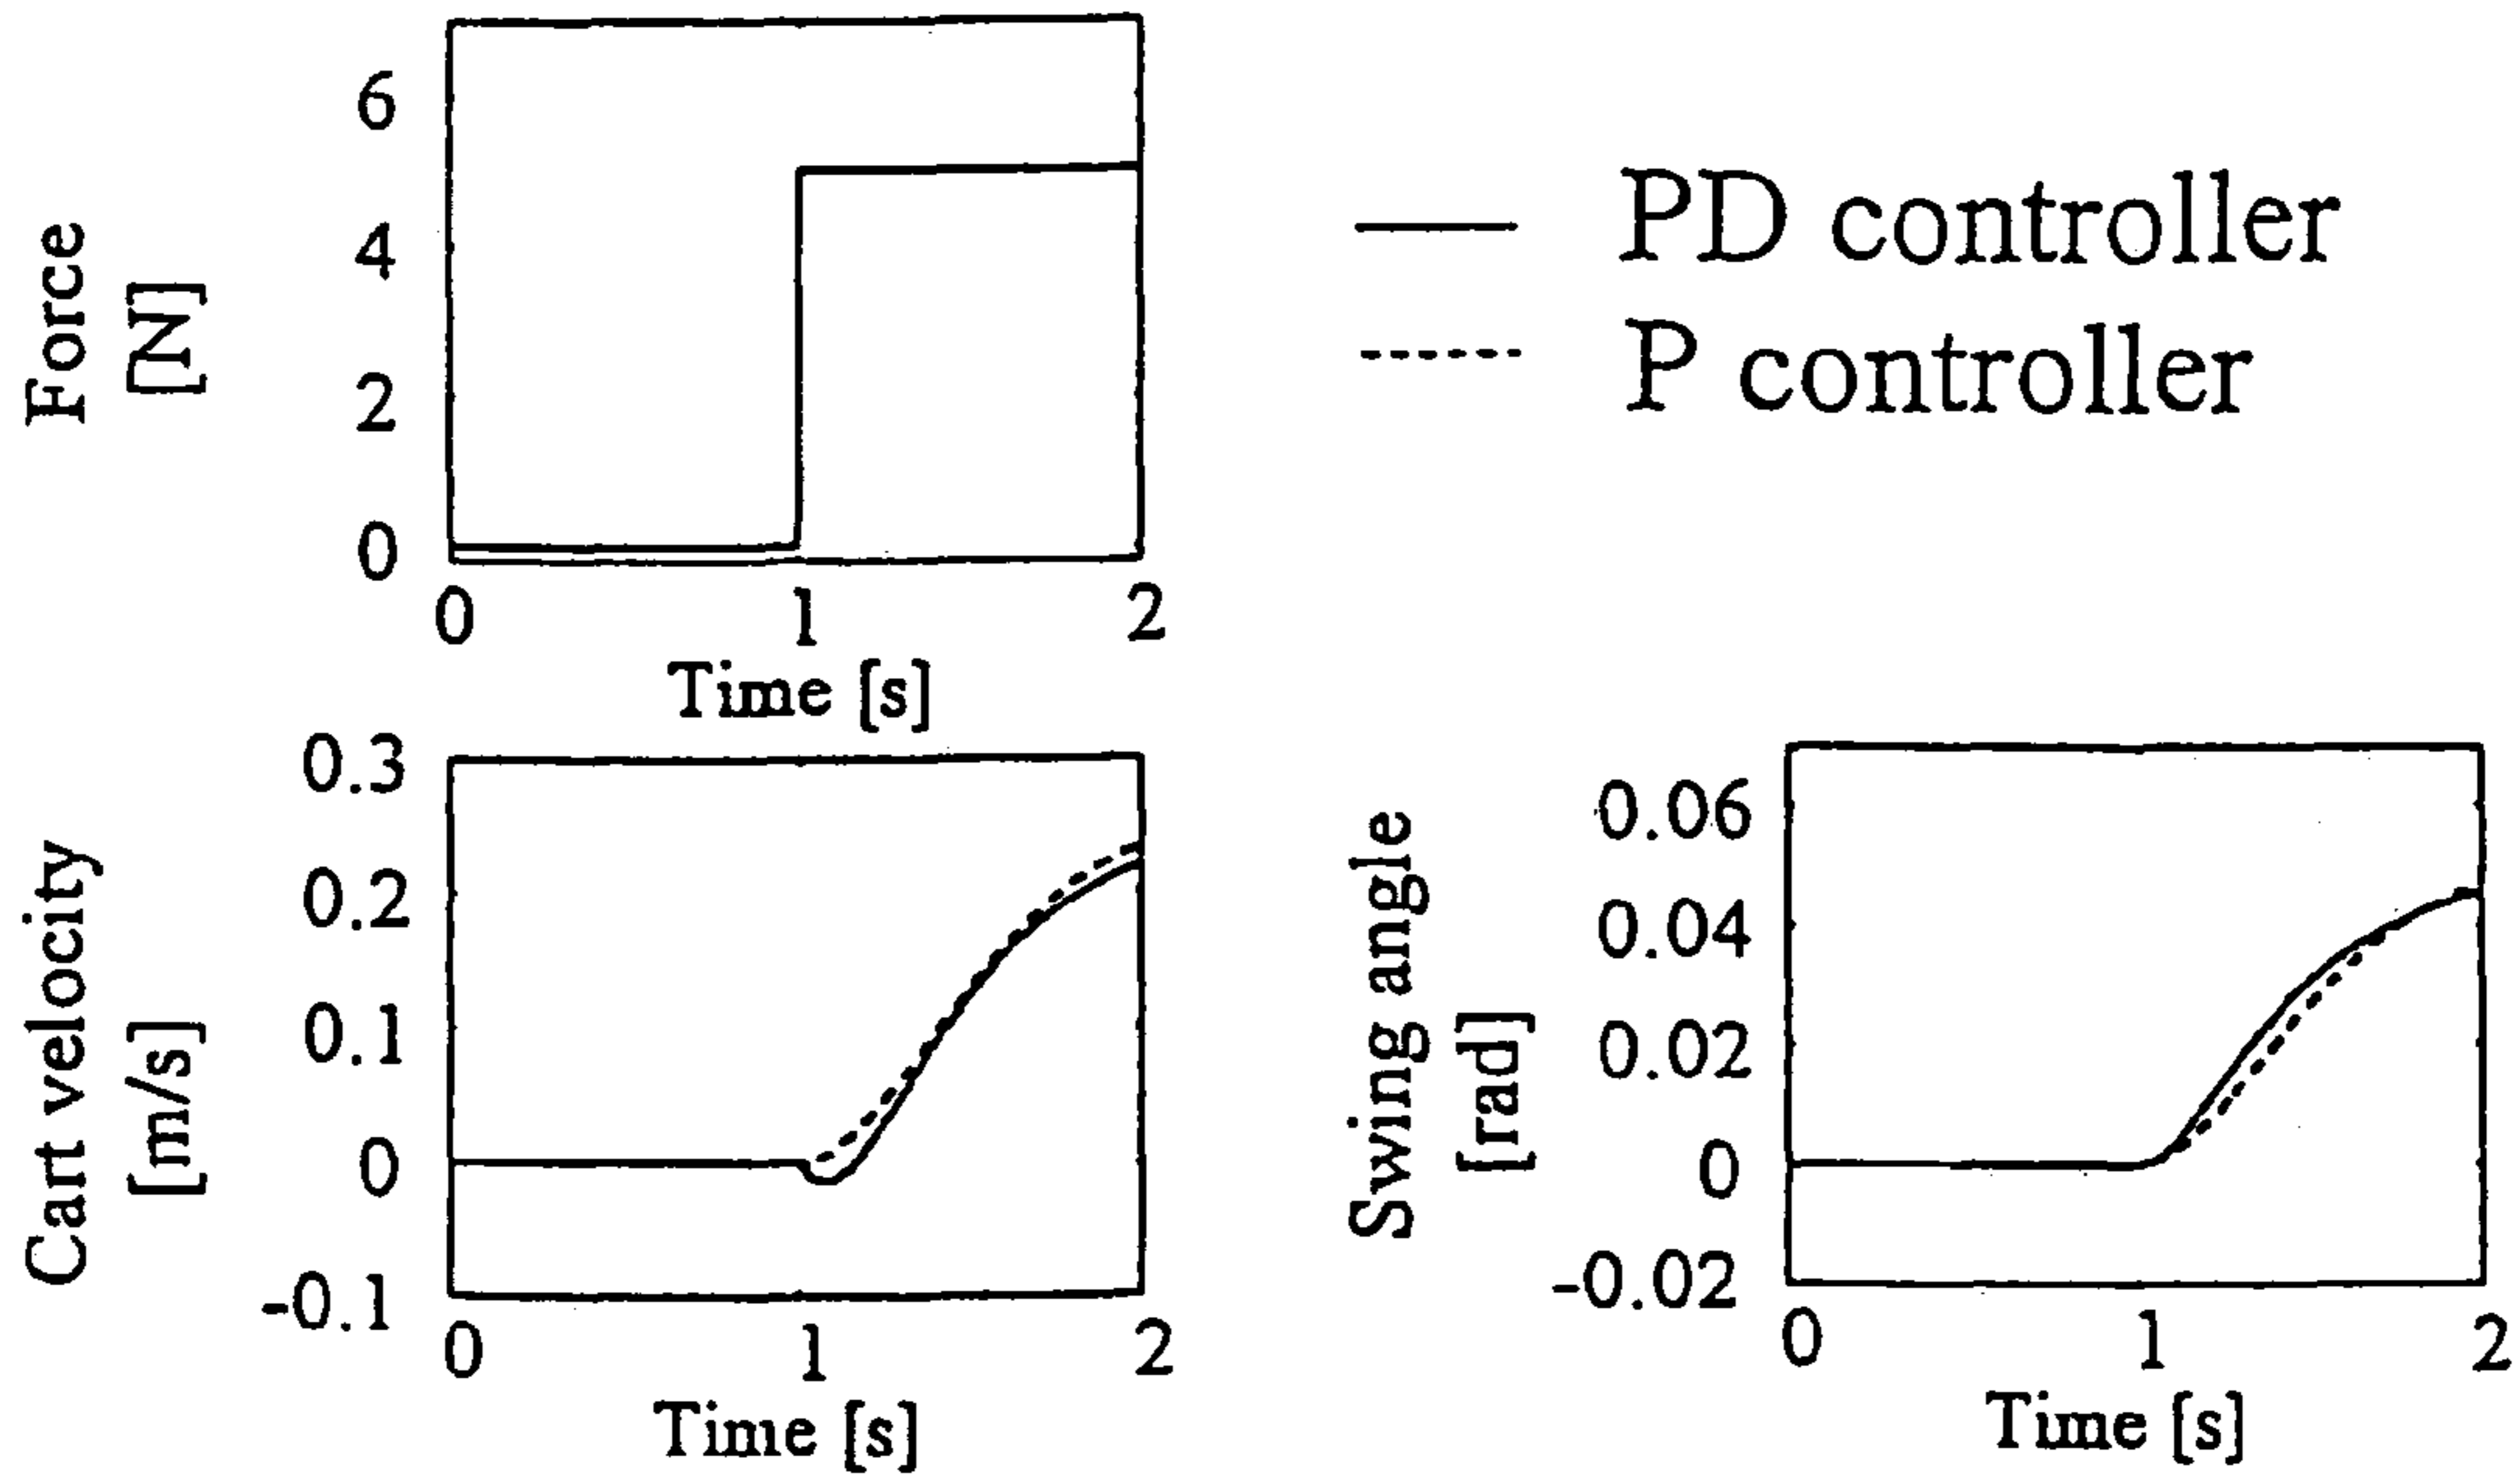 6
4
2
0
Force
[N]
0 1 2
Time [s]
PD controller
P controller
0.3
0.2
0.1
0
-0.1
Cart velocity
[m/s]
0 1 2
Time [s]
0.06
0.04
0.02
0
-0.02
Swing angle
[rad]
0 1 2
Time [s]